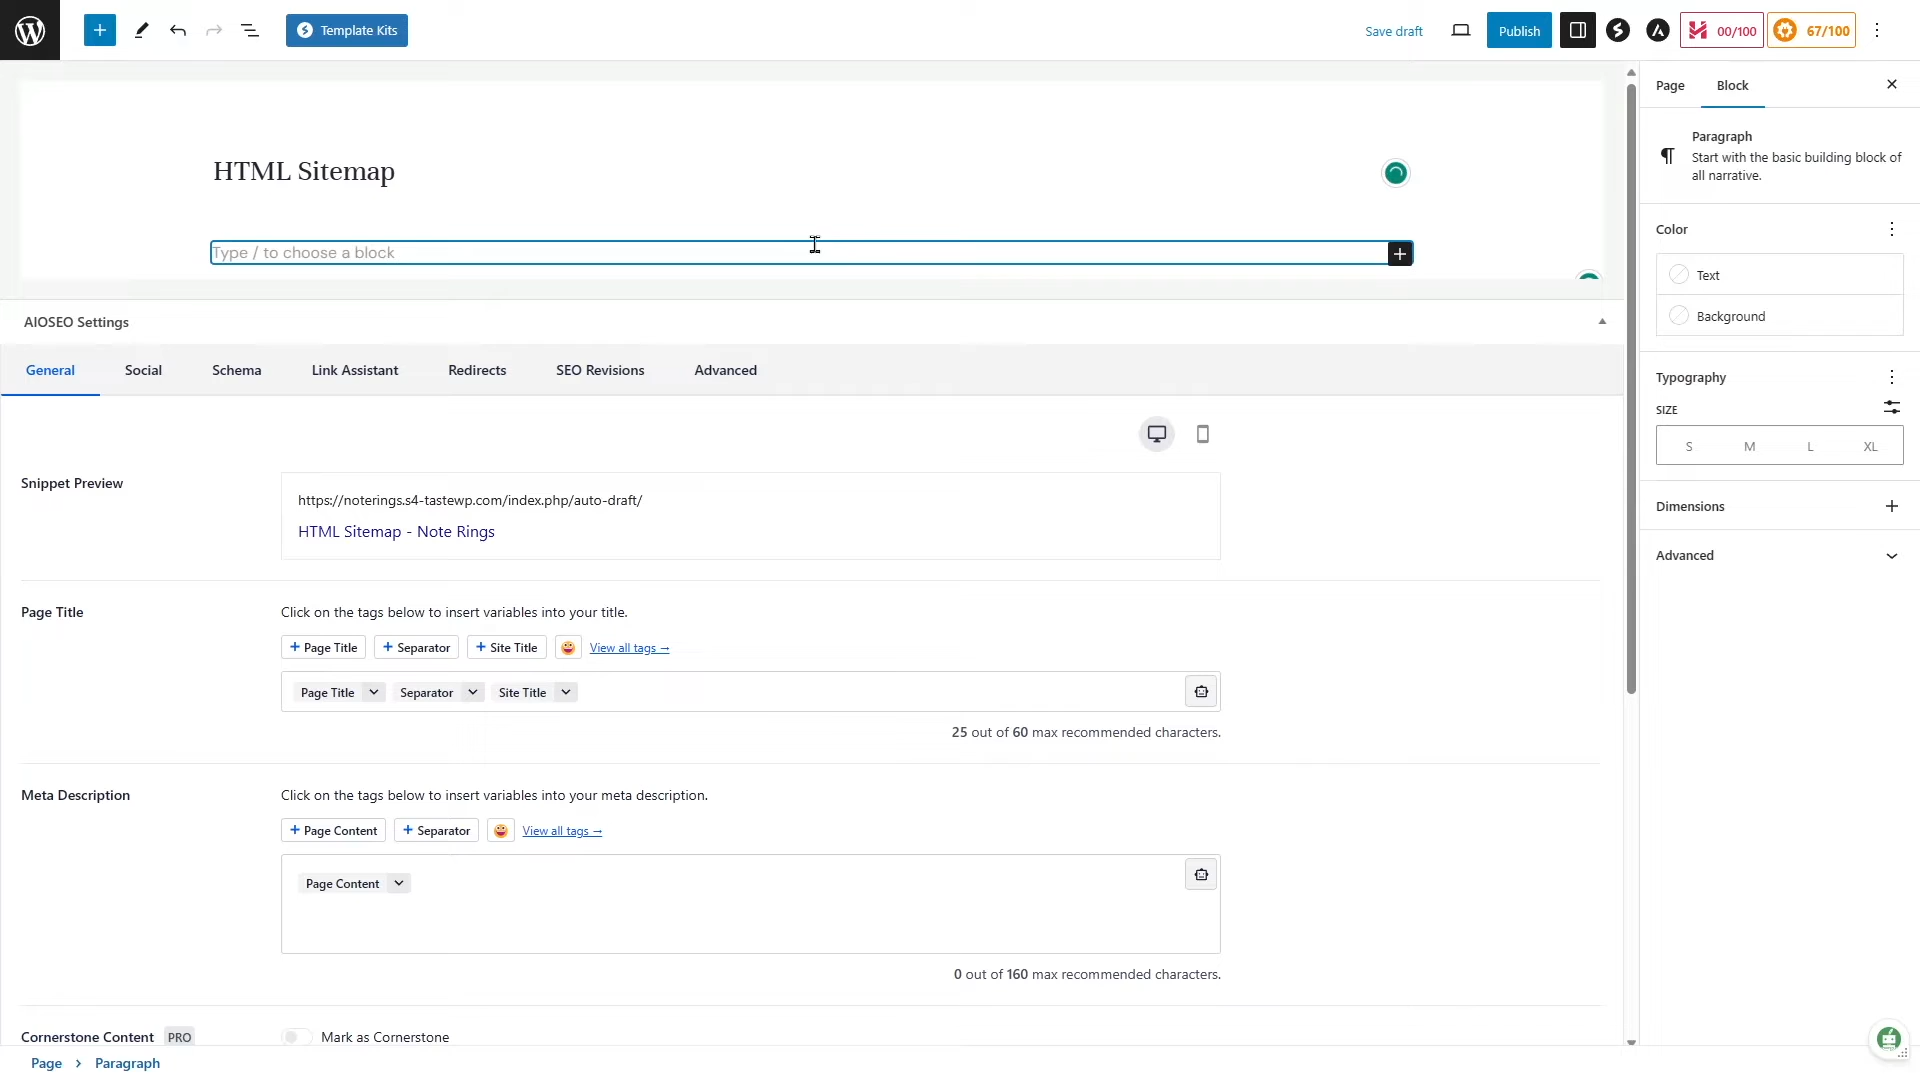 Template Kits
Save draft
Publish
00/100
67/100
Page
Block
HTML Sitemap
Type / to choose a block
Paragraph
Start with the basic building block of
all narrative.
Color
Text
Background
Typography
SIZE
S M L XL
Dimensions
Advanced
AIOSEO Settings
General
Social
Schema
Link Assistant
Redirects
SEO Revisions
Advanced
Snippet Preview
https://noterings.s4-tastewp.com/index.php/auto-draft/
HTML Sitemap - Note Rings
Page Title
Click on the tags below to insert variables into your title.
+ Page Title
+ Separator
+ Site Title
View all tags →
Page Title
Separator
Site Title
25 out of 60 max recommended characters.
Meta Description
Click on the tags below to insert variables into your meta description.
+ Page Content
+ Separator
View all tags →
Page Content
0 out of 160 max recommended characters.
Cornerstone Content PRO
Mark as Cornerstone
Page › Paragraph